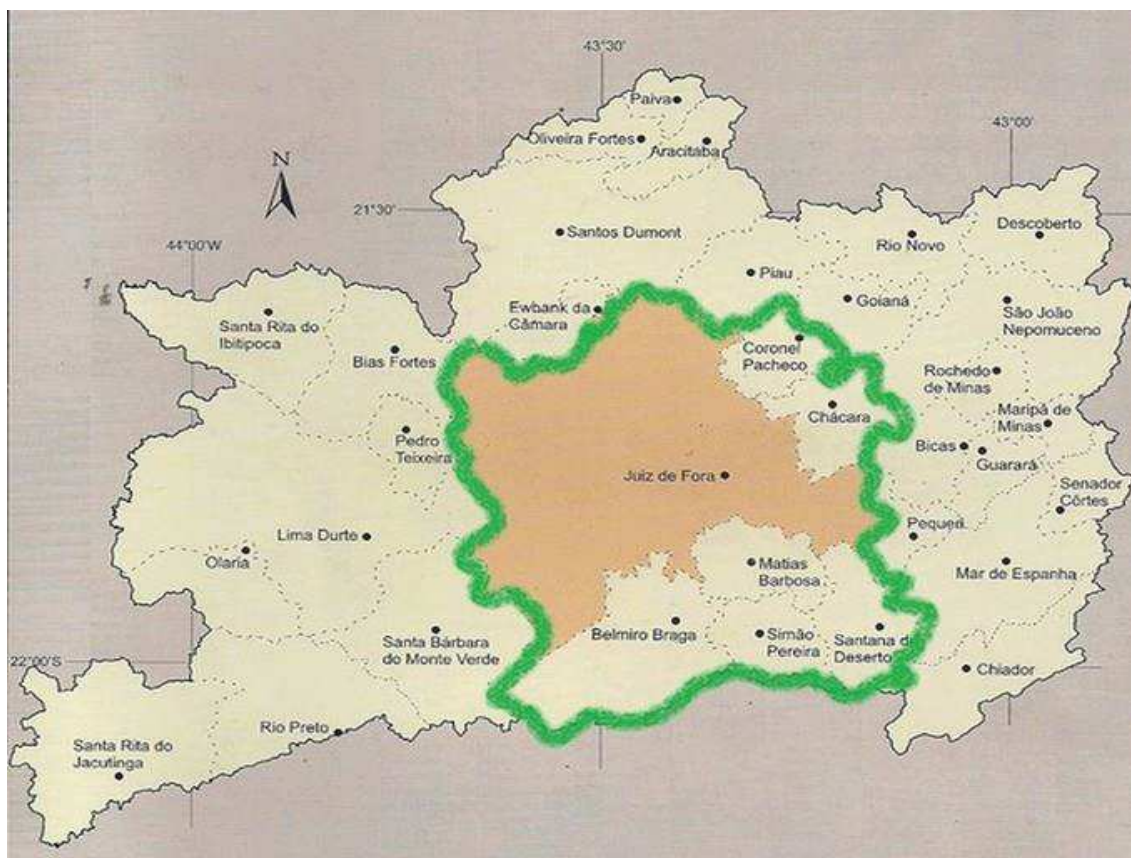 43°30'
Paiva
Oliveira Fortes
Aracitaba
43°00'
N
21°30'
Santos Dumont
Rio Novo
Descoberto
44°00'W
Piau
Goianá
São João
Nepomuceno
Ewbank da
Câmara
Santa Rita do
Ibitipoca
Bias Fortes
Coronel
Pacheco
Rochedo
de Minas
Chácara
Maripá de
Minas
Pedro
Teixeira
Bicas
Guarará
Juiz de Fora
Senador
Côrtes
Pequeri
Lima Durte
Olaria
Matias
Barbosa
Mar de Espanha
Belmiro Braga
Simão
Pereira
Santana d
Deserto
Santa Bárbara
do Monte Verde
22°00'S
Chiador
Rio Preto
Santa Rita do
Jacutinga